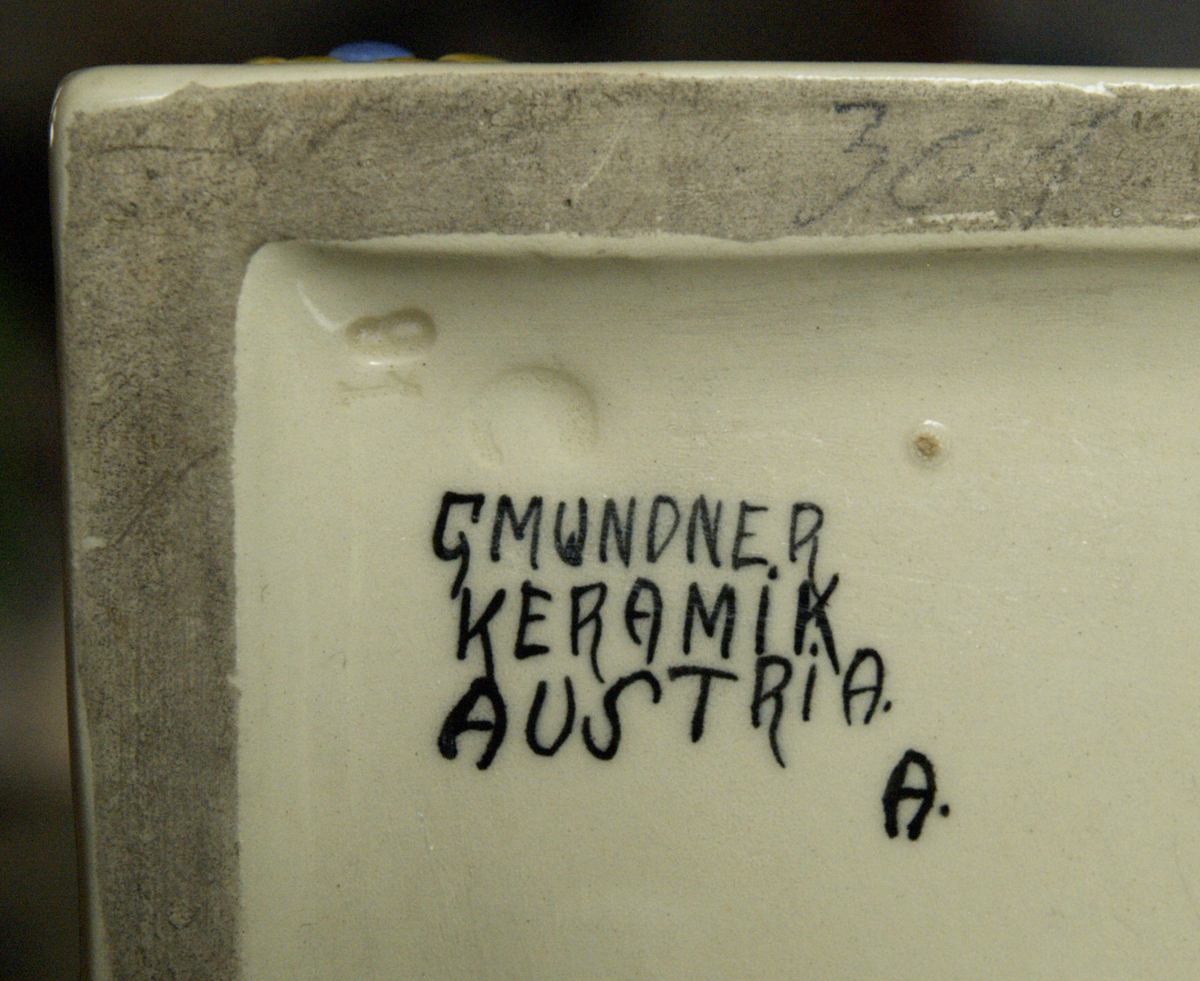 GMUNDNER
KERAMiK
AUSTRiA.
A.